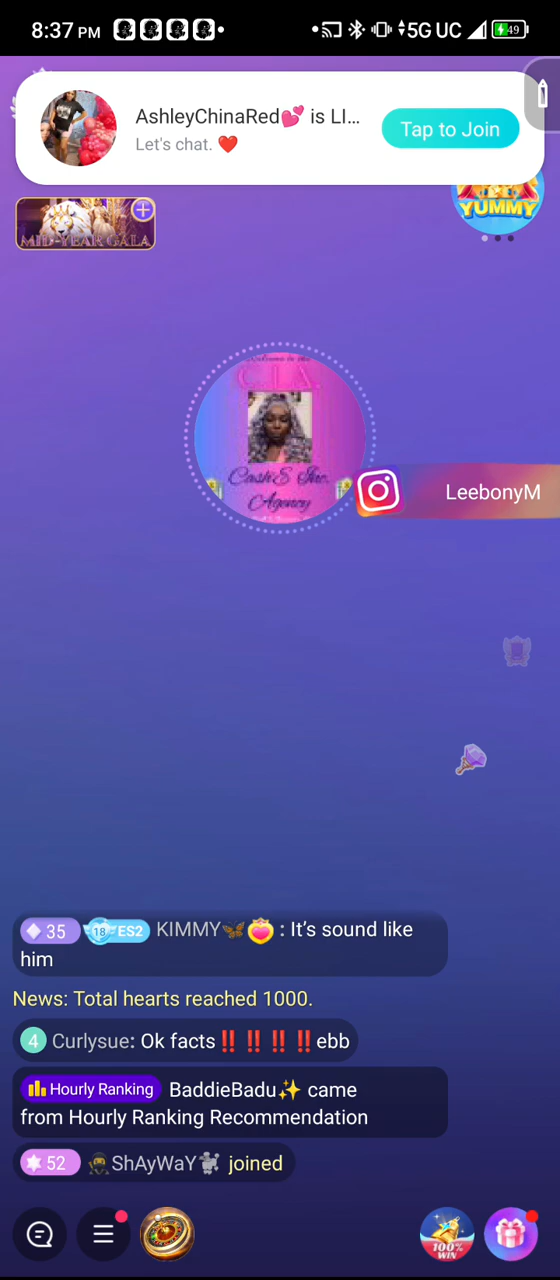 8:37 PM
5G UC
49
AshleyChinaRed💕 is LI...
Tap to Join
Let's chat. ❤️
YUMMY
MID-YEAR GALA
C.I.A.
Cash$ Inc.
Agency
LeebonyM
35 18 ES2 KIMMY🦋😍 : It's sound like
him
News: Total hearts reached 1000.
4 Curlysue: Ok facts‼️‼️‼️‼️ebb
Hourly Ranking BaddieBadu✨ came
from Hourly Ranking Recommendation
52 🥷ShAyWaY🐩 joined
100%
WIN